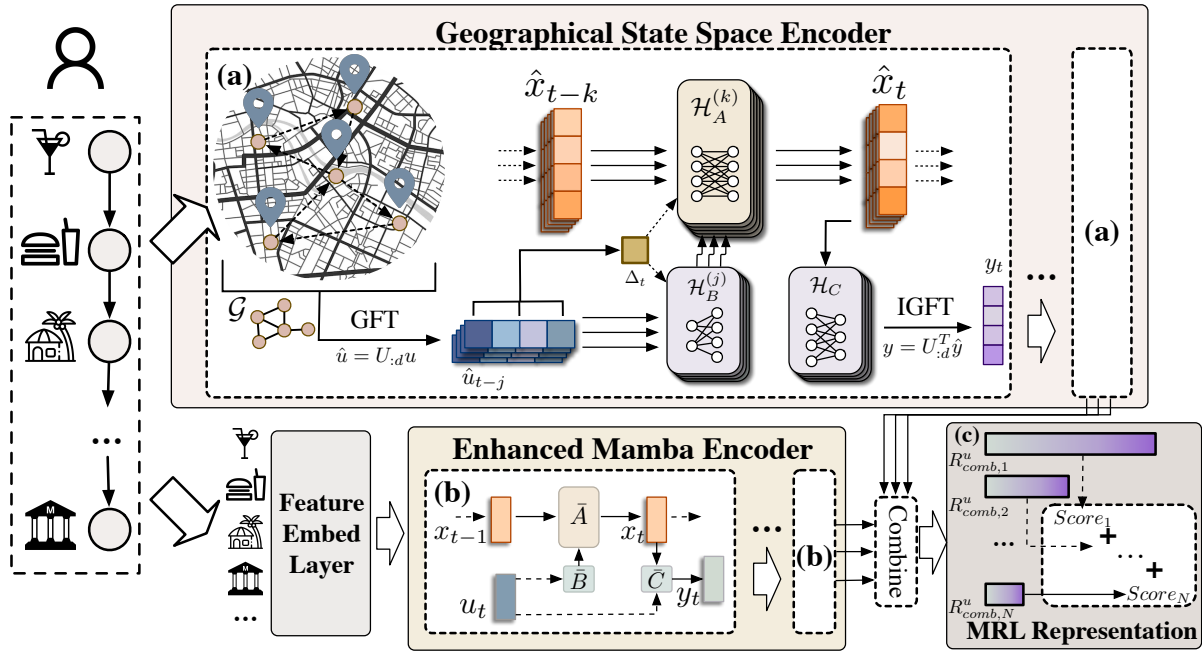 Geographical State Space Encoder
(a)
x̂_{t−k}
H_A^{(k)}
x̂_t
Δ_t
H_B^{(j)}
H_C
y_t
...
(a)
G
GFT
û = U_{:d}u
û_{t−j}
IGFT
y = U_{:d}^T ŷ
...
M
...
M
Feature
Embed
Layer
Enhanced Mamba Encoder
(b)
x_{t−1}
Ā
x_t
B̄
C̄
u_t
y_t
...
(b)
Combine
(c)
R^u_{comb,1}
R^u_{comb,2}
Score_1
+
...
...
+
R^u_{comb,N}
Score_N
MRL Representation